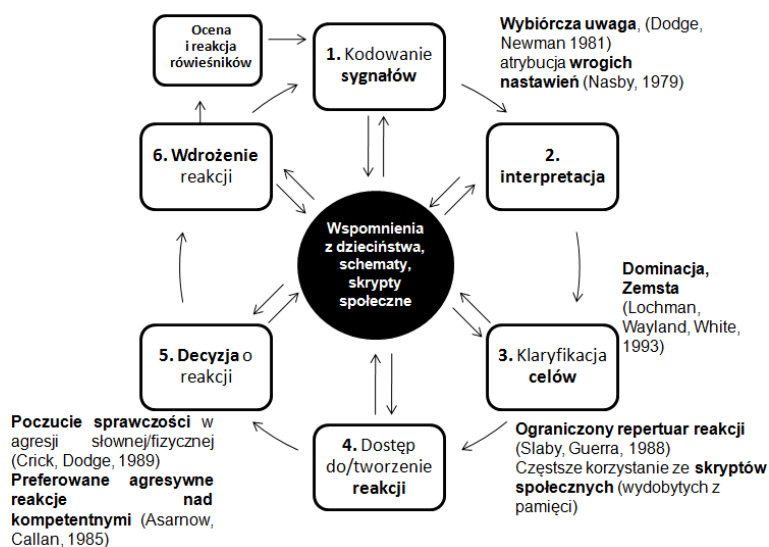 Ocena
i reakcja
rówieśników
1. Kodowanie
sygnałów
Wybiórcza uwaga, (Dodge,
Newman 1981)
atrybucja wrogich
nastawień (Nasby, 1979)
6. Wdrożenie
reakcji
2.
interpretacja
Wspomnienia
z dzieciństwa,
schematy,
skrypty
społeczne
Dominacja,
Zemsta
(Lochman,
Wayland, White,
1993)
5. Decyzja o
reakcji
3. Klaryfikacja
celów
Poczucie sprawczości w
agresji słownej/fizycznej
(Crick, Dodge, 1989)
Preferowane agresywne
reakcje nad
kompetentnymi (Asarnow,
Callan, 1985)
4. Dostęp
do/tworzenie
reakcji
Ograniczony repertuar reakcji
(Slaby, Guerra, 1988)
Częstsze korzystanie ze skryptów
społecznych (wydobytych z
pamięci)